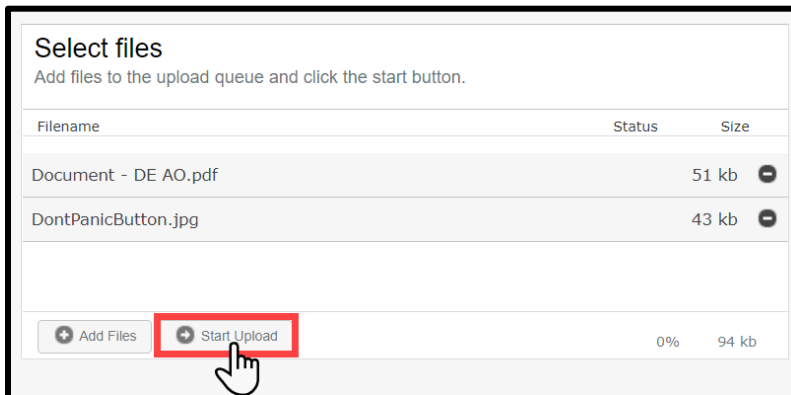 Select files
Add files to the upload queue and click the start button.
Filename Status Size
Document - DE AO.pdf 51 kb
DontPanicButton.jpg 43 kb
Add Files Start Upload 0% 94 kb